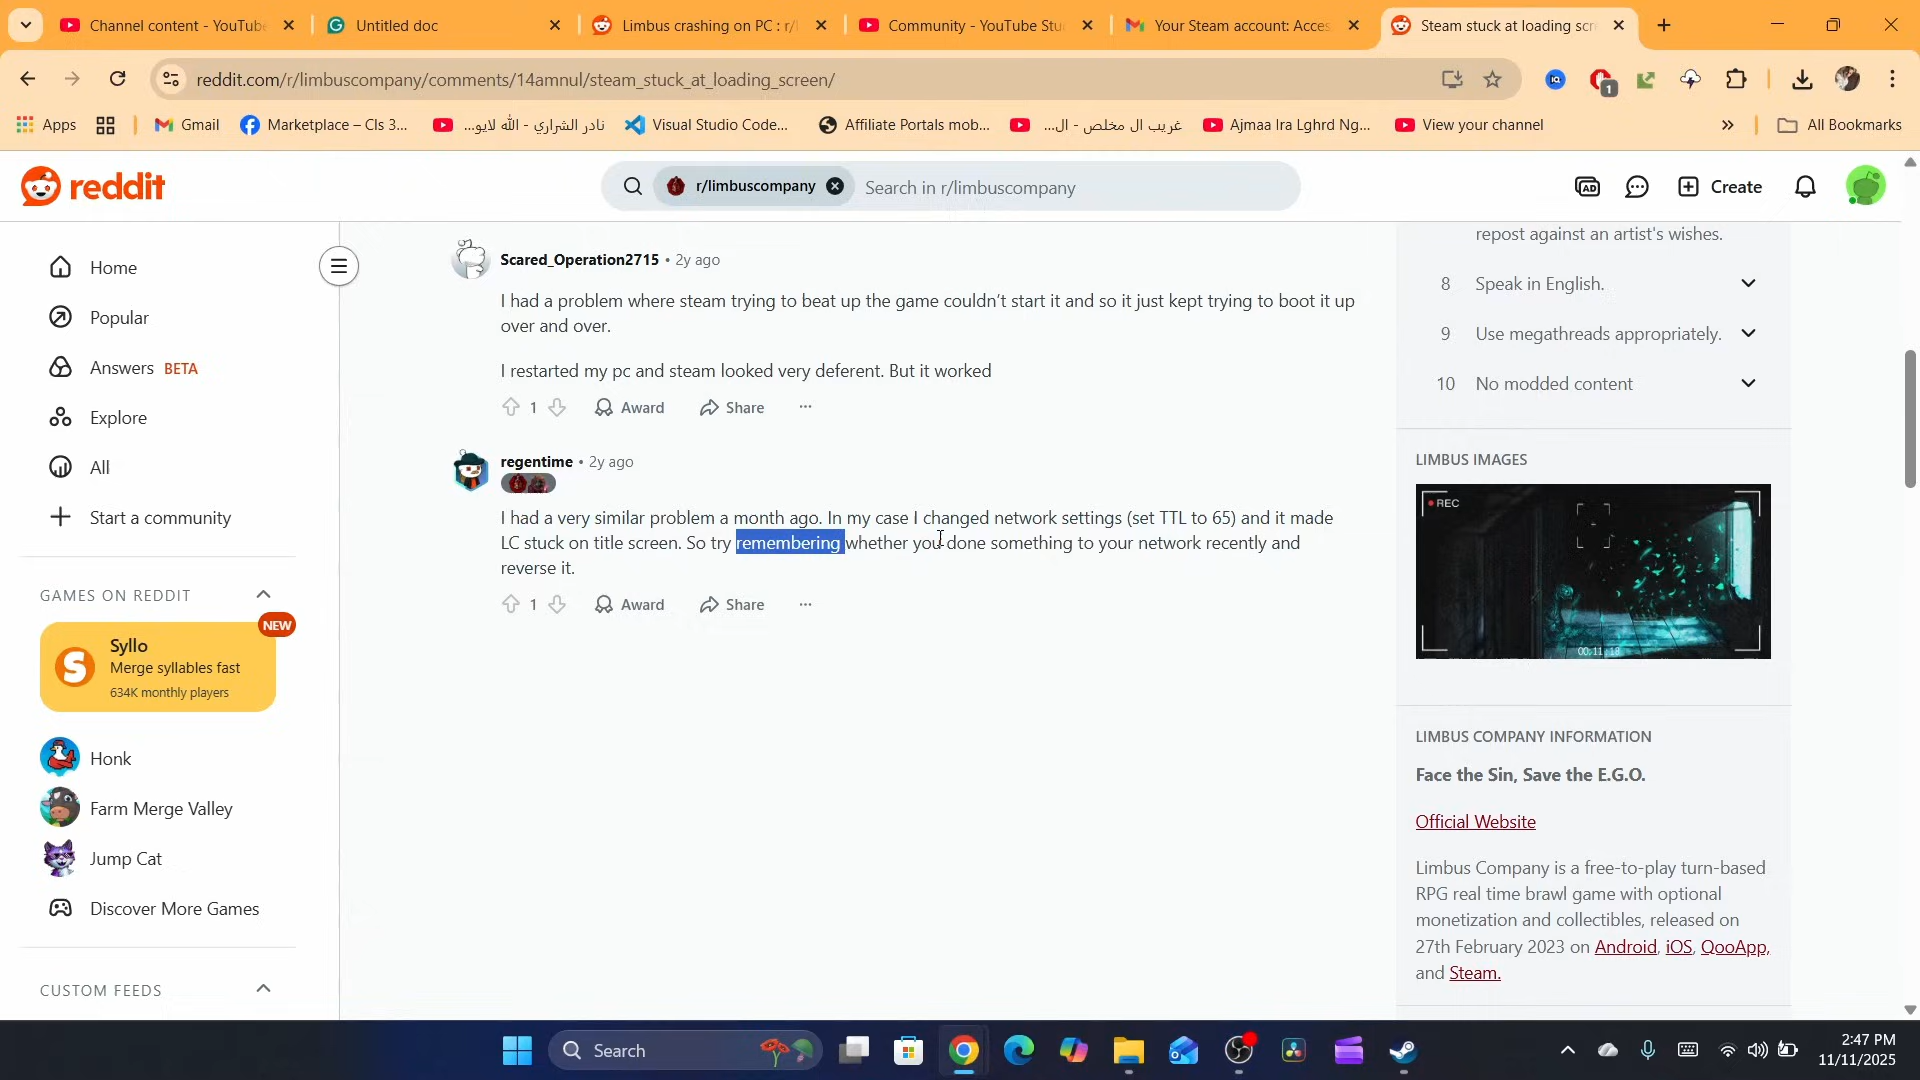 Channel content - YouTube
Untitled doc
Limbus crashing on PC : r/
Community - YouTube Stu
Your Steam account: Acces
Steam stuck at loading scr
reddit.com/r/limbuscompany/comments/14amnul/steam_stuck_at_loading_screen/
1
Apps
Gmail
Marketplace – Cls 3...
نادر الشراري - الله لايو...
Visual Studio Code...
Affiliate Portals mob...
غريب ال مخلص - ال...
Ajmaa Ira Lghrd Ng...
View your channel
All Bookmarks
reddit
r/limbuscompany
Search in r/limbuscompany
AD
Create
Home
Popular
Answers BETA
Explore
All
Start a community
GAMES ON REDDIT
NEW
Syllo
Merge syllables fast
634K monthly players
Honk
Farm Merge Valley
Jump Cat
Discover More Games
CUSTOM FEEDS
Scared_Operation2715 • 2y ago
I had a problem where steam trying to beat up the game couldn't start it and so it just kept trying to boot it up
over and over.
I restarted my pc and steam looked very deferent. But it worked
1 Award Share
regentime • 2y ago
I had a very similar problem a month ago. In my case I changed network settings (set TTL to 65) and it made
LC stuck on title screen. So try remembering whether you done something to your network recently and
reverse it.
1 Award Share
repost against an artist's wishes.
8 Speak in English.
9 Use megathreads appropriately.
10 No modded content
LIMBUS IMAGES
REC
00:11:18
LIMBUS COMPANY INFORMATION
Face the Sin, Save the E.G.O.
Official Website
Limbus Company is a free-to-play turn-based
RPG real time brawl game with optional
monetization and collectibles, released on
27th February 2023 on Android, iOS, QooApp,
and Steam.
Search
2:47 PM
11/11/2025